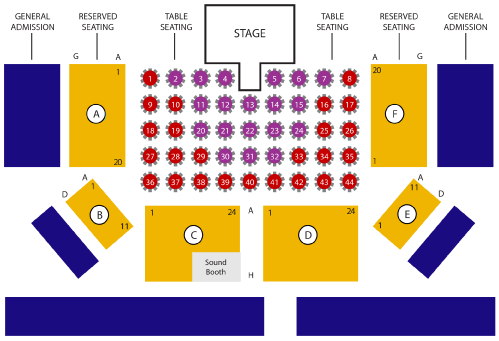 GENERAL
ADMISSION
RESERVED
SEATING
TABLE
SEATING
STAGE
TABLE
SEATING
RESERVED
SEATING
GENERAL
ADMISSION
G A
A G
1
A
20
20
F
1
1 2 3 4 5 6 7 8
9 10 11 12 13 14 15 16 17
18 19 20 21 22 23 24 25 26
27 28 29 30 31 32 33 34 35
36 37 38 39 40 41 42 43 44
A
D
1
B
11
A
11
D
E
1
1 24
C
Sound
Booth
A
H
1 24
D